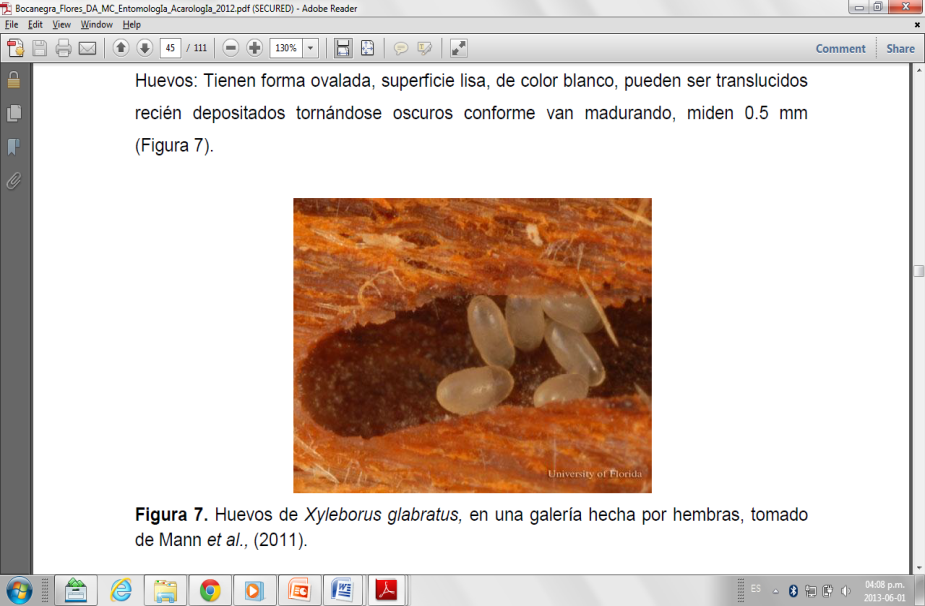 Bocanegra_Flores_DA_MC_EntomologIa_AcarologIa_2012.pdf (SECURED) - Adobe Reader
File Edit View Window Help
45 / 111 130% Comment Share
Huevos: Tienen forma ovalada, superficie lisa, de color blanco, pueden ser translucidos
recién depositados tornándose oscuros conforme van madurando, miden 0.5 mm
(Figura 7).
University of Florida
Figura 7. Huevos de Xyleborus glabratus, en una galería hecha por hembras, tomado
de Mann et al., (2011).
ES 04:08 p.m.
2013-06-01